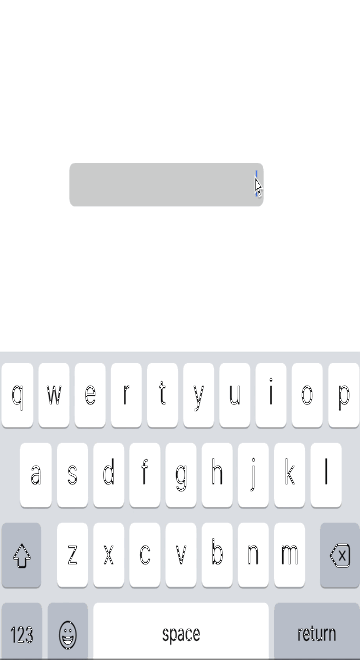 q w e r t y u i o p
a s d f g h j k l
z x c v b n m
123 space return